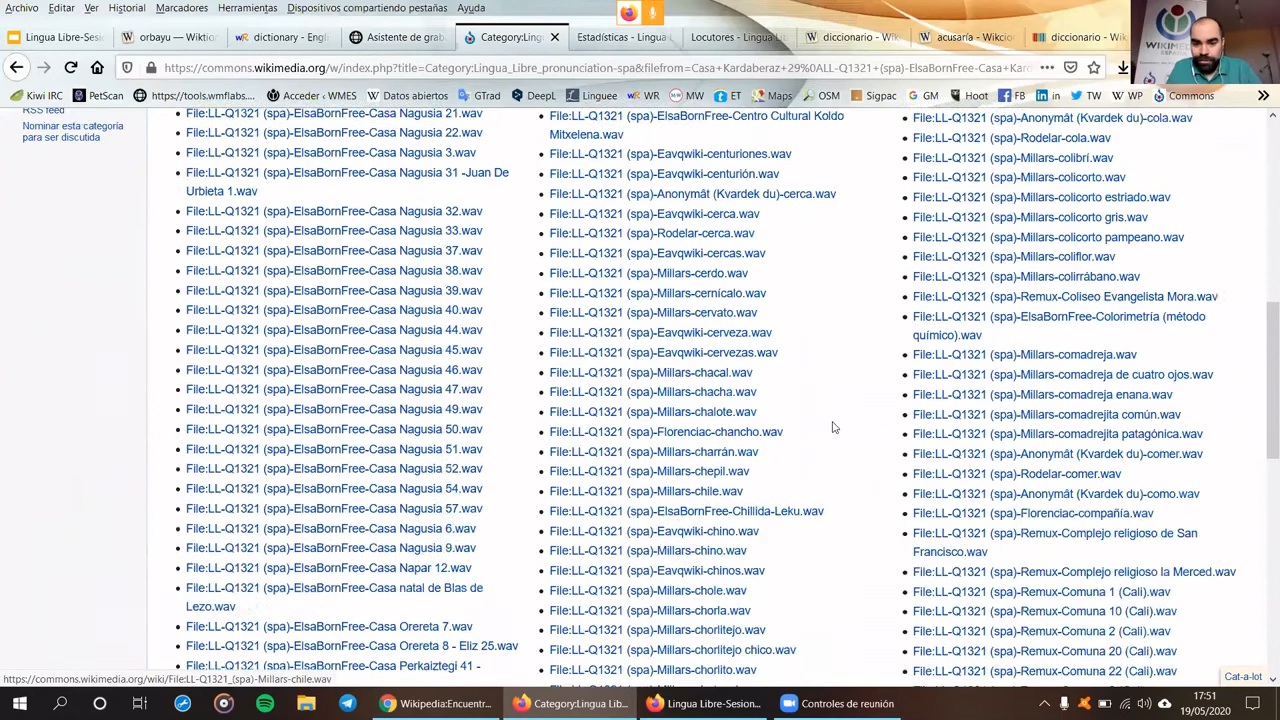 Archivo Editar Ver Historial Marcadores Herramientas Dispositivos compartiendo pestañas Ayuda
Lingua Libre-Sesi
orbayu — Wiktion
dictionary - Engl
Asistente de grab
Category:Lingu
Estadísticas - Lingua L
Locutores - Lingua Lib
diccionario - Wik
acusaría - Wikcio
diccionario
WIKIMEDIA
ESPAÑA
https://commons.wikimedia.org/w/index.php?title=Category:Lingua_Libre_pronunciation-spa&filefrom=Casa+Kardaberaz+29%0ALL-Q1321+(spa)-ElsaBornFree-Casa+Kard
Kiwi IRC PetScan https://tools.wmflabs.... Acceder ‹ WMES Datos abiertos GTrad DeepL Linguee WR MW ET Maps OSM Sigpac GM Hoot FB in TW WP Commons
RSS feed
Nominar esta categoría
para ser discutida
File:LL-Q1321 (spa)-ElsaBornFree-Casa Nagusia 21.wav
File:LL-Q1321 (spa)-ElsaBornFree-Casa Nagusia 22.wav
File:LL-Q1321 (spa)-ElsaBornFree-Casa Nagusia 3.wav
File:LL-Q1321 (spa)-ElsaBornFree-Casa Nagusia 31 -Juan De
Urbieta 1.wav
File:LL-Q1321 (spa)-ElsaBornFree-Casa Nagusia 32.wav
File:LL-Q1321 (spa)-ElsaBornFree-Casa Nagusia 33.wav
File:LL-Q1321 (spa)-ElsaBornFree-Casa Nagusia 37.wav
File:LL-Q1321 (spa)-ElsaBornFree-Casa Nagusia 38.wav
File:LL-Q1321 (spa)-ElsaBornFree-Casa Nagusia 39.wav
File:LL-Q1321 (spa)-ElsaBornFree-Casa Nagusia 40.wav
File:LL-Q1321 (spa)-ElsaBornFree-Casa Nagusia 44.wav
File:LL-Q1321 (spa)-ElsaBornFree-Casa Nagusia 45.wav
File:LL-Q1321 (spa)-ElsaBornFree-Casa Nagusia 46.wav
File:LL-Q1321 (spa)-ElsaBornFree-Casa Nagusia 47.wav
File:LL-Q1321 (spa)-ElsaBornFree-Casa Nagusia 49.wav
File:LL-Q1321 (spa)-ElsaBornFree-Casa Nagusia 50.wav
File:LL-Q1321 (spa)-ElsaBornFree-Casa Nagusia 51.wav
File:LL-Q1321 (spa)-ElsaBornFree-Casa Nagusia 52.wav
File:LL-Q1321 (spa)-ElsaBornFree-Casa Nagusia 54.wav
File:LL-Q1321 (spa)-ElsaBornFree-Casa Nagusia 57.wav
File:LL-Q1321 (spa)-ElsaBornFree-Casa Nagusia 6.wav
File:LL-Q1321 (spa)-ElsaBornFree-Casa Nagusia 9.wav
File:LL-Q1321 (spa)-ElsaBornFree-Casa Napar 12.wav
File:LL-Q1321 (spa)-ElsaBornFree-Casa natal de Blas de
Lezo.wav
File:LL-Q1321 (spa)-ElsaBornFree-Casa Orereta 7.wav
File:LL-Q1321 (spa)-ElsaBornFree-Casa Orereta 8 - Eliz 25.wav
File:LL-Q1321 (spa)-ElsaBornFree-Casa Perkaiztegi 41 -
File:LL-Q1321 (spa)-ElsaBornFree-Centro Cultural Koldo
Mitxelena.wav
File:LL-Q1321 (spa)-Eavqwiki-centuriones.wav
File:LL-Q1321 (spa)-Eavqwiki-centurión.wav
File:LL-Q1321 (spa)-Anonymât (Kvardek du)-cerca.wav
File:LL-Q1321 (spa)-Eavqwiki-cerca.wav
File:LL-Q1321 (spa)-Rodelar-cerca.wav
File:LL-Q1321 (spa)-Eavqwiki-cercas.wav
File:LL-Q1321 (spa)-Millars-cerdo.wav
File:LL-Q1321 (spa)-Millars-cernícalo.wav
File:LL-Q1321 (spa)-Millars-cervato.wav
File:LL-Q1321 (spa)-Eavqwiki-cerveza.wav
File:LL-Q1321 (spa)-Eavqwiki-cervezas.wav
File:LL-Q1321 (spa)-Millars-chacal.wav
File:LL-Q1321 (spa)-Millars-chacha.wav
File:LL-Q1321 (spa)-Millars-chalote.wav
File:LL-Q1321 (spa)-Florenciac-chancho.wav
File:LL-Q1321 (spa)-Millars-charrán.wav
File:LL-Q1321 (spa)-Millars-chepil.wav
File:LL-Q1321 (spa)-Millars-chile.wav
File:LL-Q1321 (spa)-ElsaBornFree-Chillida-Leku.wav
File:LL-Q1321 (spa)-Eavqwiki-chino.wav
File:LL-Q1321 (spa)-Millars-chino.wav
File:LL-Q1321 (spa)-Eavqwiki-chinos.wav
File:LL-Q1321 (spa)-Millars-chole.wav
File:LL-Q1321 (spa)-Millars-chorla.wav
File:LL-Q1321 (spa)-Millars-chorlitejo.wav
File:LL-Q1321 (spa)-Millars-chorlitejo chico.wav
File:LL-Q1321 (spa)-Millars-chorlito.wav
File:LL-Q1321 (spa)-Anonymât (Kvardek du)-cola.wav
File:LL-Q1321 (spa)-Rodelar-cola.wav
File:LL-Q1321 (spa)-Millars-colibrí.wav
File:LL-Q1321 (spa)-Millars-colicorto.wav
File:LL-Q1321 (spa)-Millars-colicorto estriado.wav
File:LL-Q1321 (spa)-Millars-colicorto gris.wav
File:LL-Q1321 (spa)-Millars-colicorto pampeano.wav
File:LL-Q1321 (spa)-Millars-coliflor.wav
File:LL-Q1321 (spa)-Millars-colirrábano.wav
File:LL-Q1321 (spa)-Remux-Coliseo Evangelista Mora.wav
File:LL-Q1321 (spa)-ElsaBornFree-Colorimetría (método
químico).wav
File:LL-Q1321 (spa)-Millars-comadreja.wav
File:LL-Q1321 (spa)-Millars-comadreja de cuatro ojos.wav
File:LL-Q1321 (spa)-Millars-comadreja enana.wav
File:LL-Q1321 (spa)-Millars-comadrejita común.wav
File:LL-Q1321 (spa)-Millars-comadrejita patagónica.wav
File:LL-Q1321 (spa)-Anonymât (Kvardek du)-comer.wav
File:LL-Q1321 (spa)-Rodelar-comer.wav
File:LL-Q1321 (spa)-Anonymât (Kvardek du)-como.wav
File:LL-Q1321 (spa)-Florenciac-compañía.wav
File:LL-Q1321 (spa)-Remux-Complejo religioso de San
Francisco.wav
File:LL-Q1321 (spa)-Remux-Complejo religioso la Merced.wav
File:LL-Q1321 (spa)-Remux-Comuna 1 (Cali).wav
File:LL-Q1321 (spa)-Remux-Comuna 10 (Cali).wav
File:LL-Q1321 (spa)-Remux-Comuna 2 (Cali).wav
File:LL-Q1321 (spa)-Remux-Comuna 20 (Cali).wav
File:LL-Q1321 (spa)-Remux-Comuna 22 (Cali).wav
Cat-a-lot
https://commons.wikimedia.org/wiki/File:LL-Q1321_(spa)-Millars-chile.wav
Wikipedia:Encuentr...
Category:Lingua Lib...
Lingua Libre-Sesion...
Controles de reunión
17:51
19/05/2020